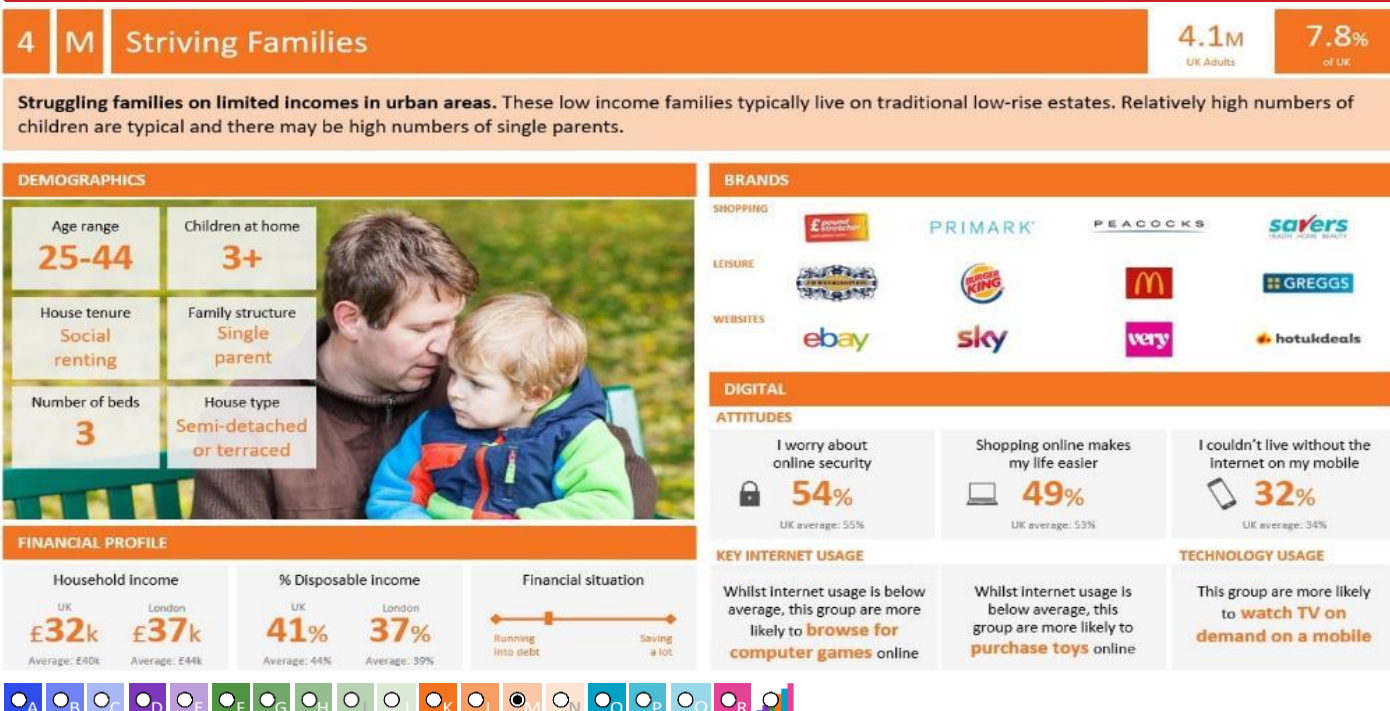 4 M Striving Families
4.1M
UK Adults
7.8%
of UK
Struggling families on limited incomes in urban areas. These low income families typically live on traditional low-rise estates. Relatively high numbers of
children are typical and there may be high numbers of single parents.
DEMOGRAPHICS
Age range
25-44
Children at home
3+
House tenure
Social
renting
Family structure
Single
parent
Number of beds
3
House type
Semi-detached
or terraced
FINANCIAL PROFILE
Household income
UK London
£32k £37k
Average: £40k Average: £44k
% Disposable income
UK London
41% 37%
Average: 44% Average: 39%
Financial situation
Running
into debt
Saving
a lot
BRANDS
SHOPPING
£ pound
stretcher
PRIMARK
PEACOCKS
savers
HEALTH HOME BEAUTY
LEISURE
BURGER
KING
GREGGS
WEBSITES
ebay
sky
very
hotukdeals
DIGITAL
ATTITUDES
I worry about
online security
54%
UK average: 55%
Shopping online makes
my life easier
49%
UK average: 53%
I couldn't live without the
internet on my mobile
32%
UK average: 34%
KEY INTERNET USAGE
Whilst internet usage is below
average, this group are more
likely to browse for
computer games online
Whilst internet usage is
below average, this
group are more likely to
purchase toys online
TECHNOLOGY USAGE
This group are more likely
to watch TV on
demand on a mobile
A B C D E F G H I J K L M N O P Q R